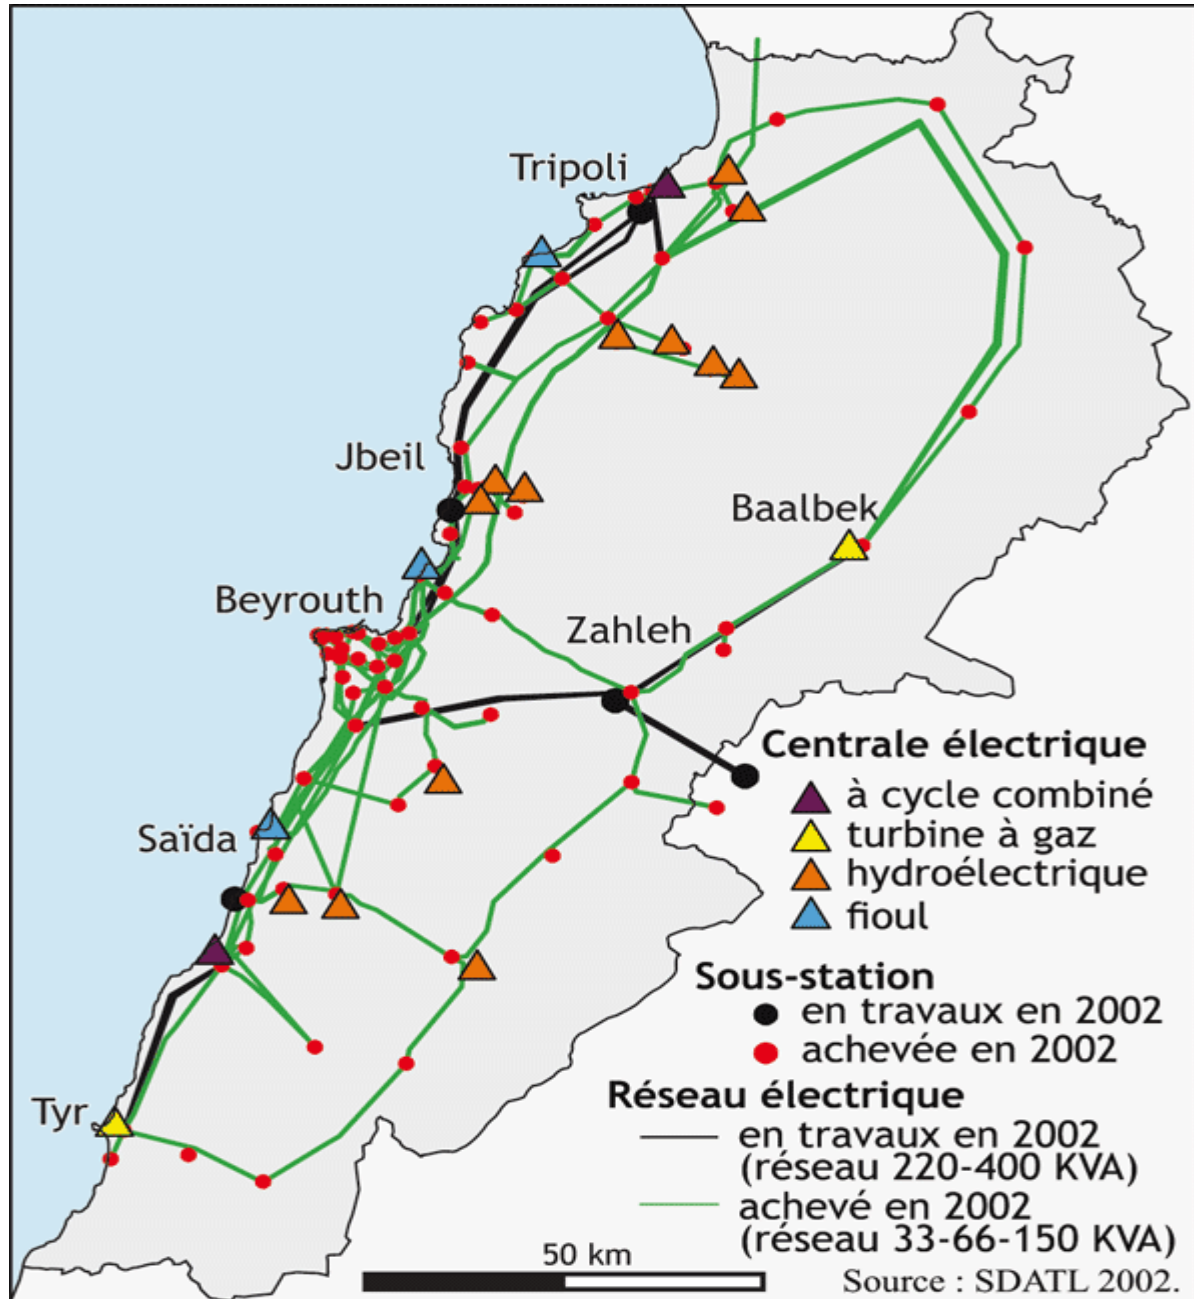 Tripoli
Jbeil
Baalbek
Beyrouth
Zahleh
Saïda
Tyr
Centrale électrique
à cycle combiné
turbine à gaz
hydroélectrique
fioul
Sous-station
en travaux en 2002
achevée en 2002
Réseau électrique
en travaux en 2002
(réseau 220-400 KVA)
achevé en 2002
(réseau 33-66-150 KVA)
50 km
Source : SDATL 2002.